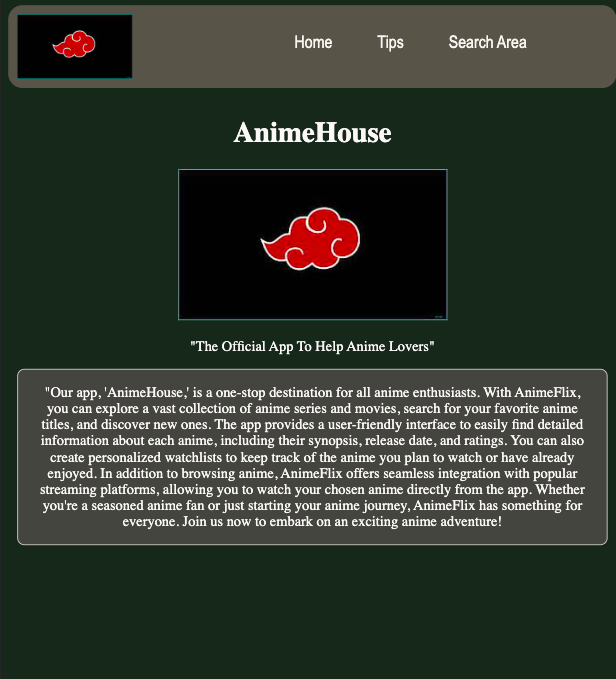 Home Tips Search Area
AnimeHouse
"The Official App To Help Anime Lovers"
"Our app, 'AnimeHouse,' is a one-stop destination for all anime enthusiasts. With AnimeFlix,
you can explore a vast collection of anime series and movies, search for your favorite anime
titles, and discover new ones. The app provides a user-friendly interface to easily find detailed
information about each anime, including their synopsis, release date, and ratings. You can also
create personalized watchlists to keep track of the anime you plan to watch or have already
enjoyed. In addition to browsing anime, AnimeFlix offers seamless integration with popular
streaming platforms, allowing you to watch your chosen anime directly from the app. Whether
you're a seasoned anime fan or just starting your anime journey, AnimeFlix has something for
everyone. Join us now to embark on an exciting anime adventure!